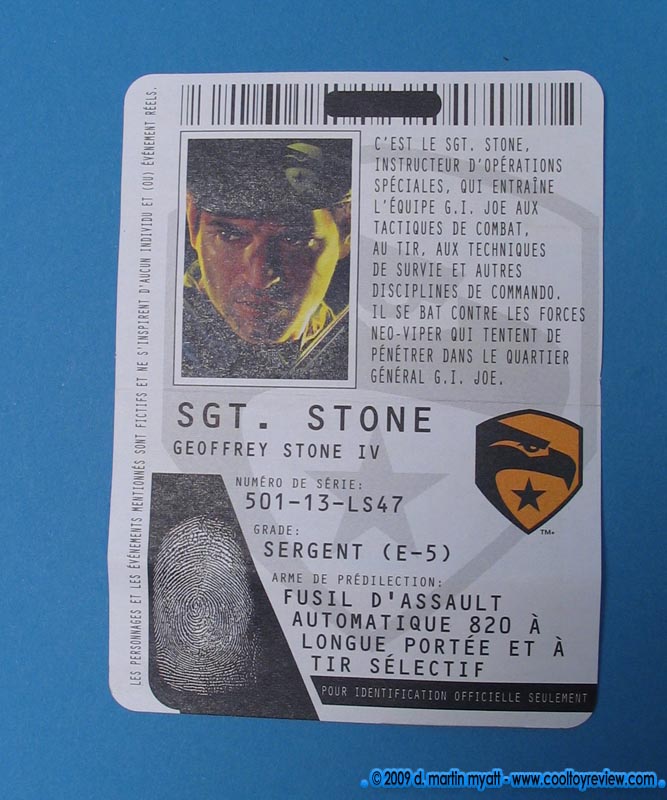 C'EST LE SGT. STONE,
INSTRUCTEUR D'OPÉRATIONS
SPÉCIALES, QUI ENTRAÎNE
L'ÉQUIPE G.I. JOE AUX
TACTIQUES DE COMBAT,
AU TIR, AUX TECHNIQUES
DE SURVIE ET AUTRES
DISCIPLINES DE COMMANDO.
IL SE BAT CONTRE LES FORCES
NEO-VIPER QUI TENTENT DE
PÉNÉTRER DANS LE QUARTIER
GÉNÉRAL G.I. JOE.
SGT. STONE
GEOFFREY STONE IV
NUMÉRO DE SÉRIE:
501-13-LS47
GRADE:
SERGENT (E-5)
ARME DE PRÉDILECTION:
FUSIL D'ASSAULT
AUTOMATIQUE 820 À
LONGUE PORTÉE ET À
TIR SÉLECTIF
POUR IDENTIFICATION OFFICIELLE SEULEMENT
TM•
LES PERSONNAGES ET LES ÉVÉNEMENTS MENTIONNÉS SONT FICTIFS ET NE S'INSPIRENT D'AUCUN INDIVIDU ET (OU) ÉVÉNEMENT RÉELS.
© 2009 d. martin myatt - www.cooltoyreview.com